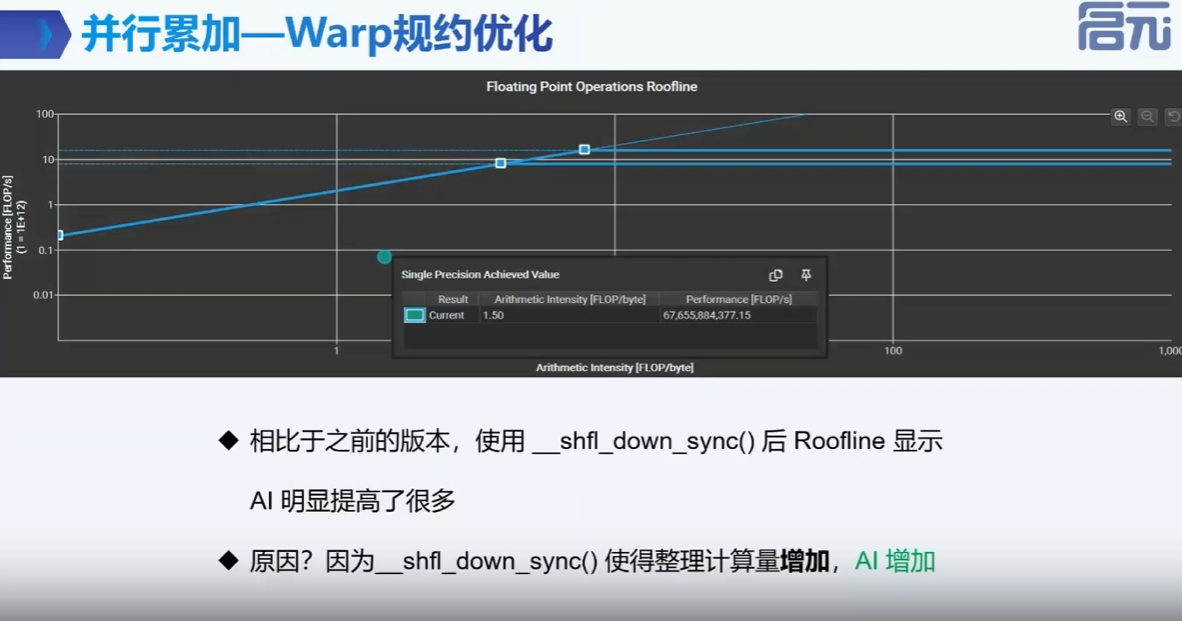 并行累加—Warp规约优化
启元
Floating Point Operations Roofline
100
10
1
0.1
0.01
Performance [FLOP/s]
(1 = 1E+12)
Single Precision Achieved Value
Result Arithmetic Intensity [FLOP/byte] Performance [FLOP/s]
Current 1.50 67,655,884,377.15
1 100 1,000
Arithmetic Intensity [FLOP/byte]
◆ 相比于之前的版本，使用 __shfl_down_sync() 后 Roofline 显示
AI 明显提高了很多
◆ 原因？因为__shfl_down_sync() 使得整理计算量增加，AI 增加